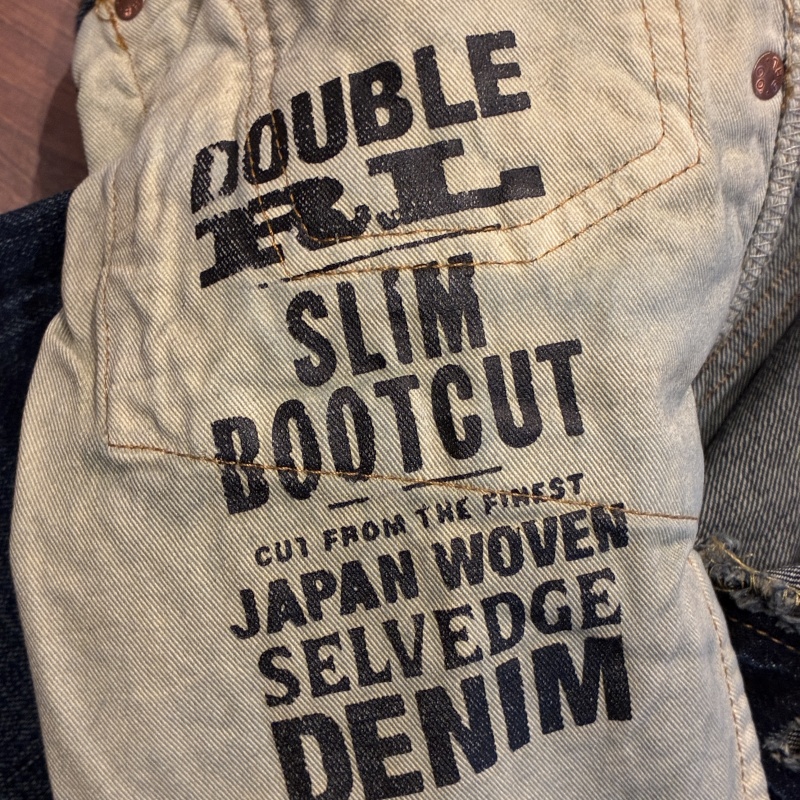 DOUBLE
RL
SLIM
BOOTCUT
CUT FROM THE FINEST
JAPAN WOVEN
SELVEDGE
DENIM